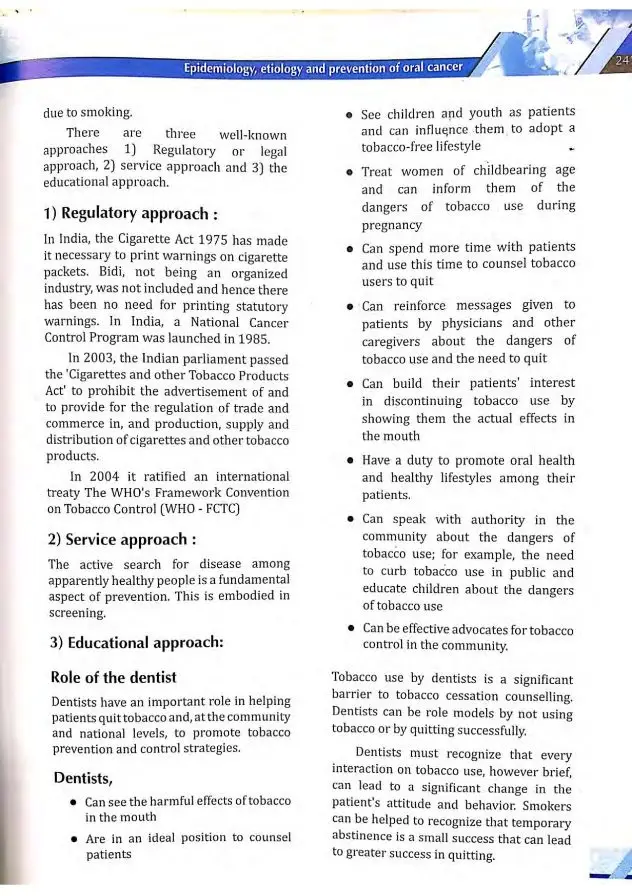 Epidemiology, etiology and prevention of oral cancer
due to smoking.
There are three well-known
approaches 1) Regulatory or legal
approach, 2) service approach and 3) the
educational approach.
1) Regulatory approach :
In India, the Cigarette Act 1975 has made
it necessary to print warnings on cigarette
packets. Bidi, not being an organized
industry, was not included and hence there
has been no need for printing statutory
warnings. In India, a National Cancer
Control Program was launched in 1985.
In 2003, the Indian parliament passed
the 'Cigarettes and other Tobacco Products
Act' to prohibit the advertisement of and
to provide for the regulation of trade and
commerce in, and production, supply and
distribution of cigarettes and other tobacco
products.
In 2004 it ratified an international
treaty The WHO's Framework Convention
on Tobacco Control (WHO - FCTC)
2) Service approach :
The active search for disease among
apparently healthy people is a fundamental
aspect of prevention. This is embodied in
screening.
3) Educational approach:
Role of the dentist
Dentists have an important role in helping
patients quit tobacco and, at the community
and national levels, to promote tobacco
prevention and control strategies.
Dentists,
• Can see the harmful effects of tobacco
in the mouth
• Are in an ideal position to counsel
patients
• See children and youth as patients
and can influence them to adopt a
tobacco-free lifestyle
• Treat women of childbearing age
and can inform them of the
dangers of tobacco use during
pregnancy
• Can spend more time with patients
and use this time to counsel tobacco
users to quit
• Can reinforce messages given to
patients by physicians and other
caregivers about the dangers of
tobacco use and the need to quit
• Can build their patients' interest
in discontinuing tobacco use by
showing them the actual effects in
the mouth
• Have a duty to promote oral health
and healthy lifestyles among their
patients.
• Can speak with authority in the
community about the dangers of
tobacco use; for example, the need
to curb tobacco use in public and
educate children about the dangers
of tobacco use
• Can be effective advocates for tobacco
control in the community.
Tobacco use by dentists is a significant
barrier to tobacco cessation counselling.
Dentists can be role models by not using
tobacco or by quitting successfully.
Dentists must recognize that every
interaction on tobacco use, however brief,
can lead to a significant change in the
patient's attitude and behavior. Smokers
can be helped to recognize that temporary
abstinence is a small success that can lead
to greater success in quitting.